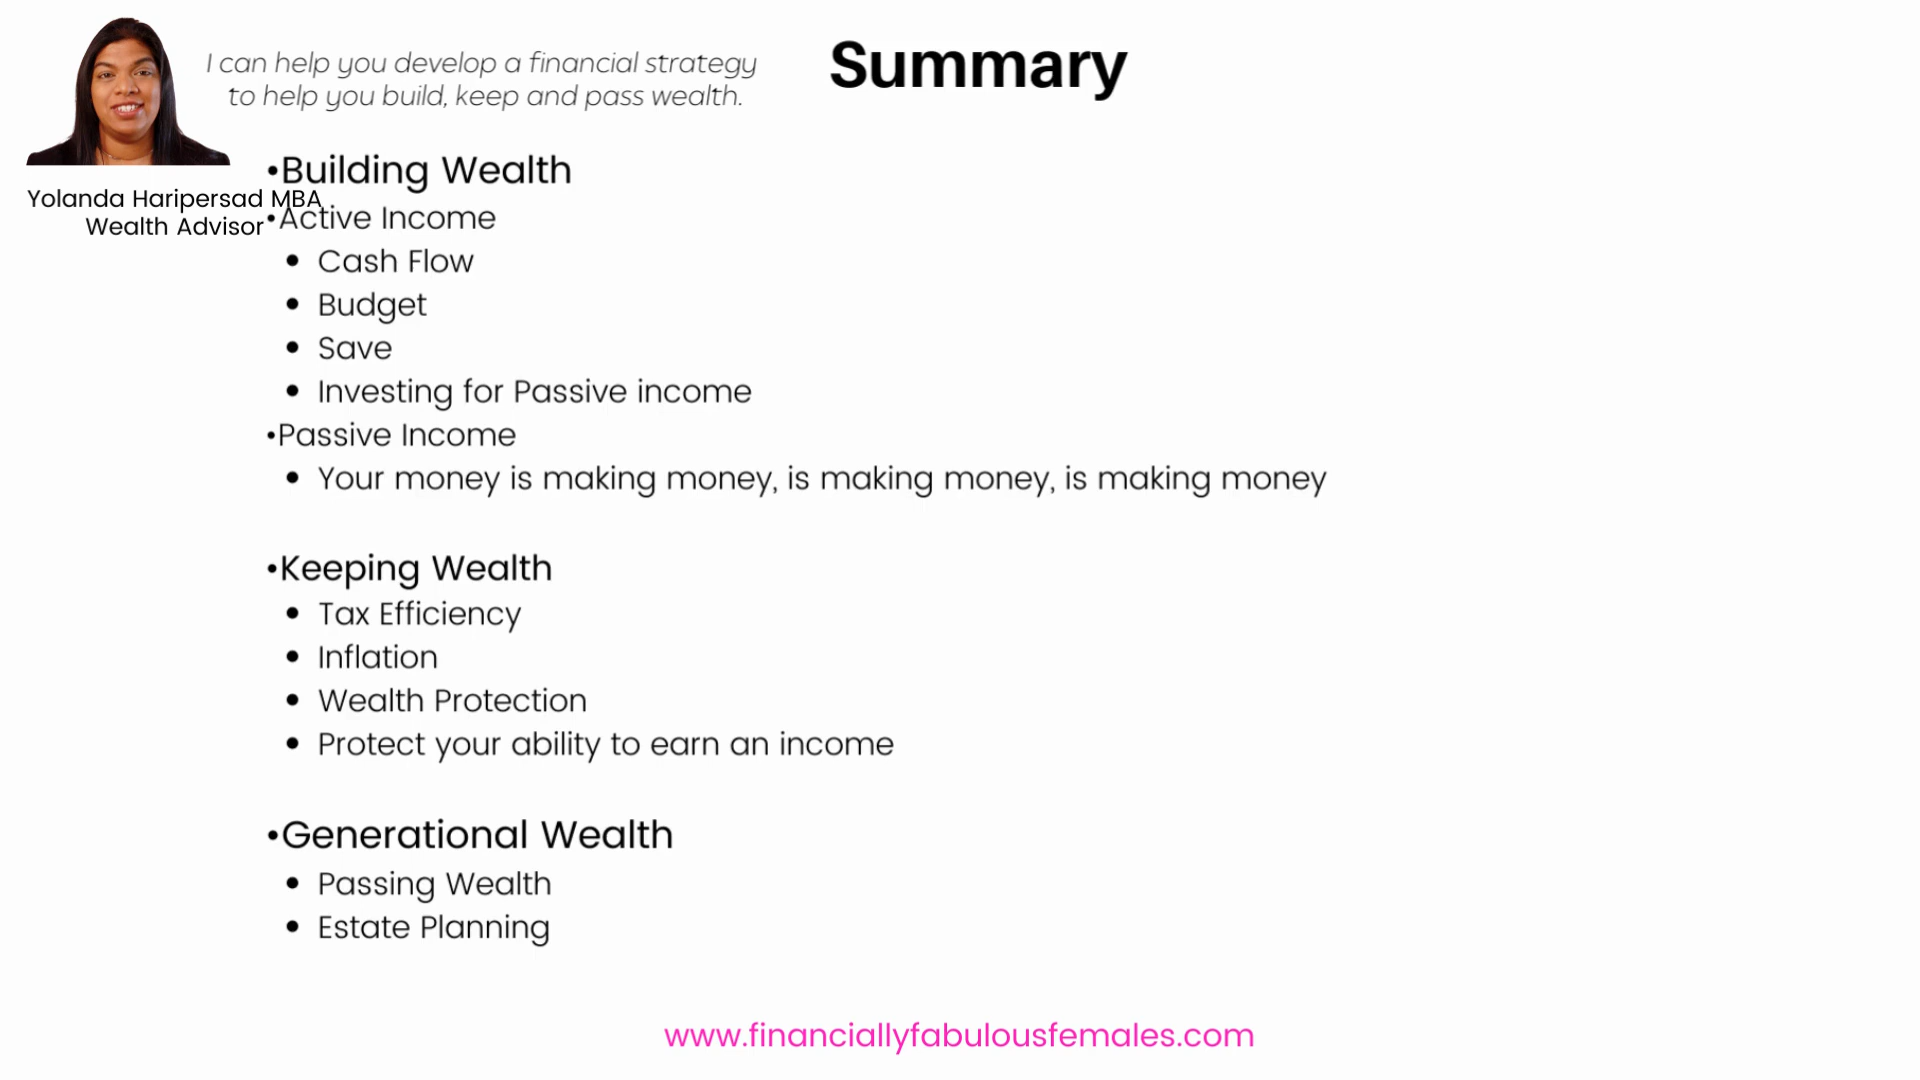 I can help you develop a financial strategy
to help you build, keep and pass wealth.
Summary
Yolanda Haripersad MBA
Wealth Advisor
•Building Wealth
•Active Income
• Cash Flow
• Budget
• Save
• Investing for Passive income
•Passive Income
• Your money is making money, is making money, is making money
•Keeping Wealth
• Tax Efficiency
• Inflation
• Wealth Protection
• Protect your ability to earn an income
•Generational Wealth
• Passing Wealth
• Estate Planning
www.financiallyfabulousfemales.com